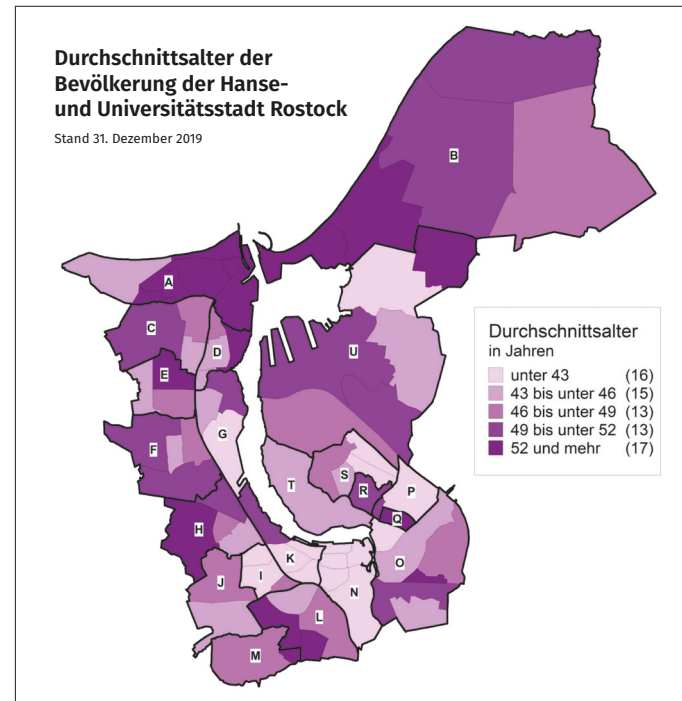 Durchschnittsalter der
Bevölkerung der Hanse-
und Universitätsstadt Rostock
Stand 31. Dezember 2019
B
A
C
D
E
U
F
G
S
T
R
P
Q
H
K
O
I
J
N
L
M
Durchschnittsalter
in Jahren
unter 43 (16)
43 bis unter 46 (15)
46 bis unter 49 (13)
49 bis unter 52 (13)
52 und mehr (17)